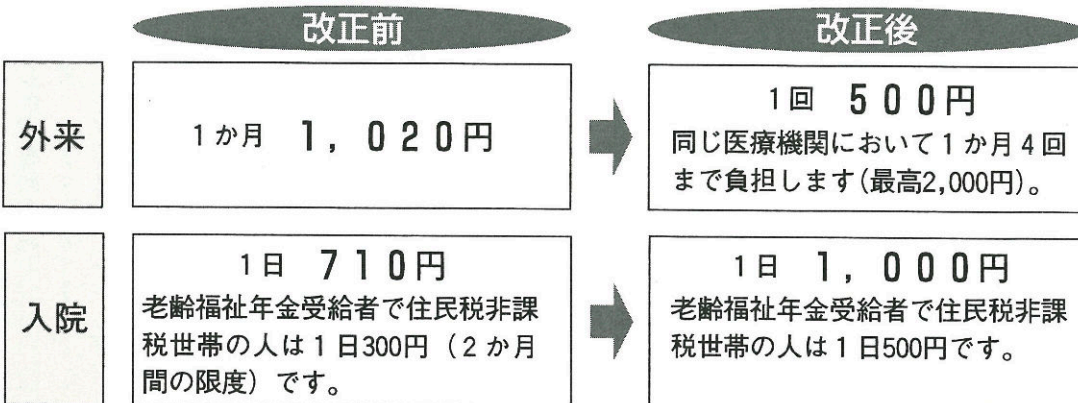 改正前
改正後
外来
1か月 1,020円
1回 500円
同じ医療機関において1か月4回
まで負担します(最高2,000円)。
入院
1日 710円
老齢福祉年金受給者で住民税非課
税世帯の人は1日300円(2か月
間の限度)です。
1日 1,000円
老齢福祉年金受給者で住民税非課
税世帯の人は1日500円です。